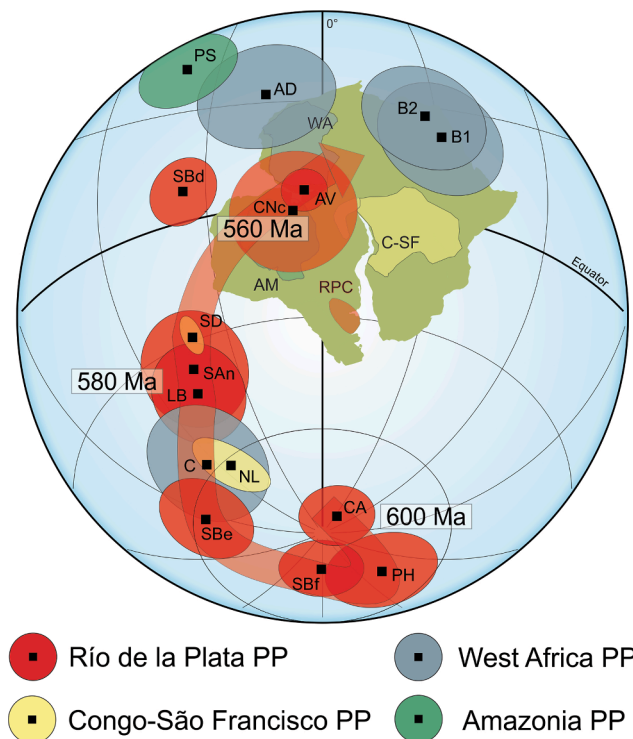 0°
PS
AD
WA
B2
B1
SBd
AV
CNc
560 Ma
C-SF
Equator
AM
RPC
SD
580 Ma
SAn
LB
C
NL
CA
600 Ma
SBe
SBf
PH
Río de la Plata PP
West Africa PP
Congo-São Francisco PP
Amazonia PP